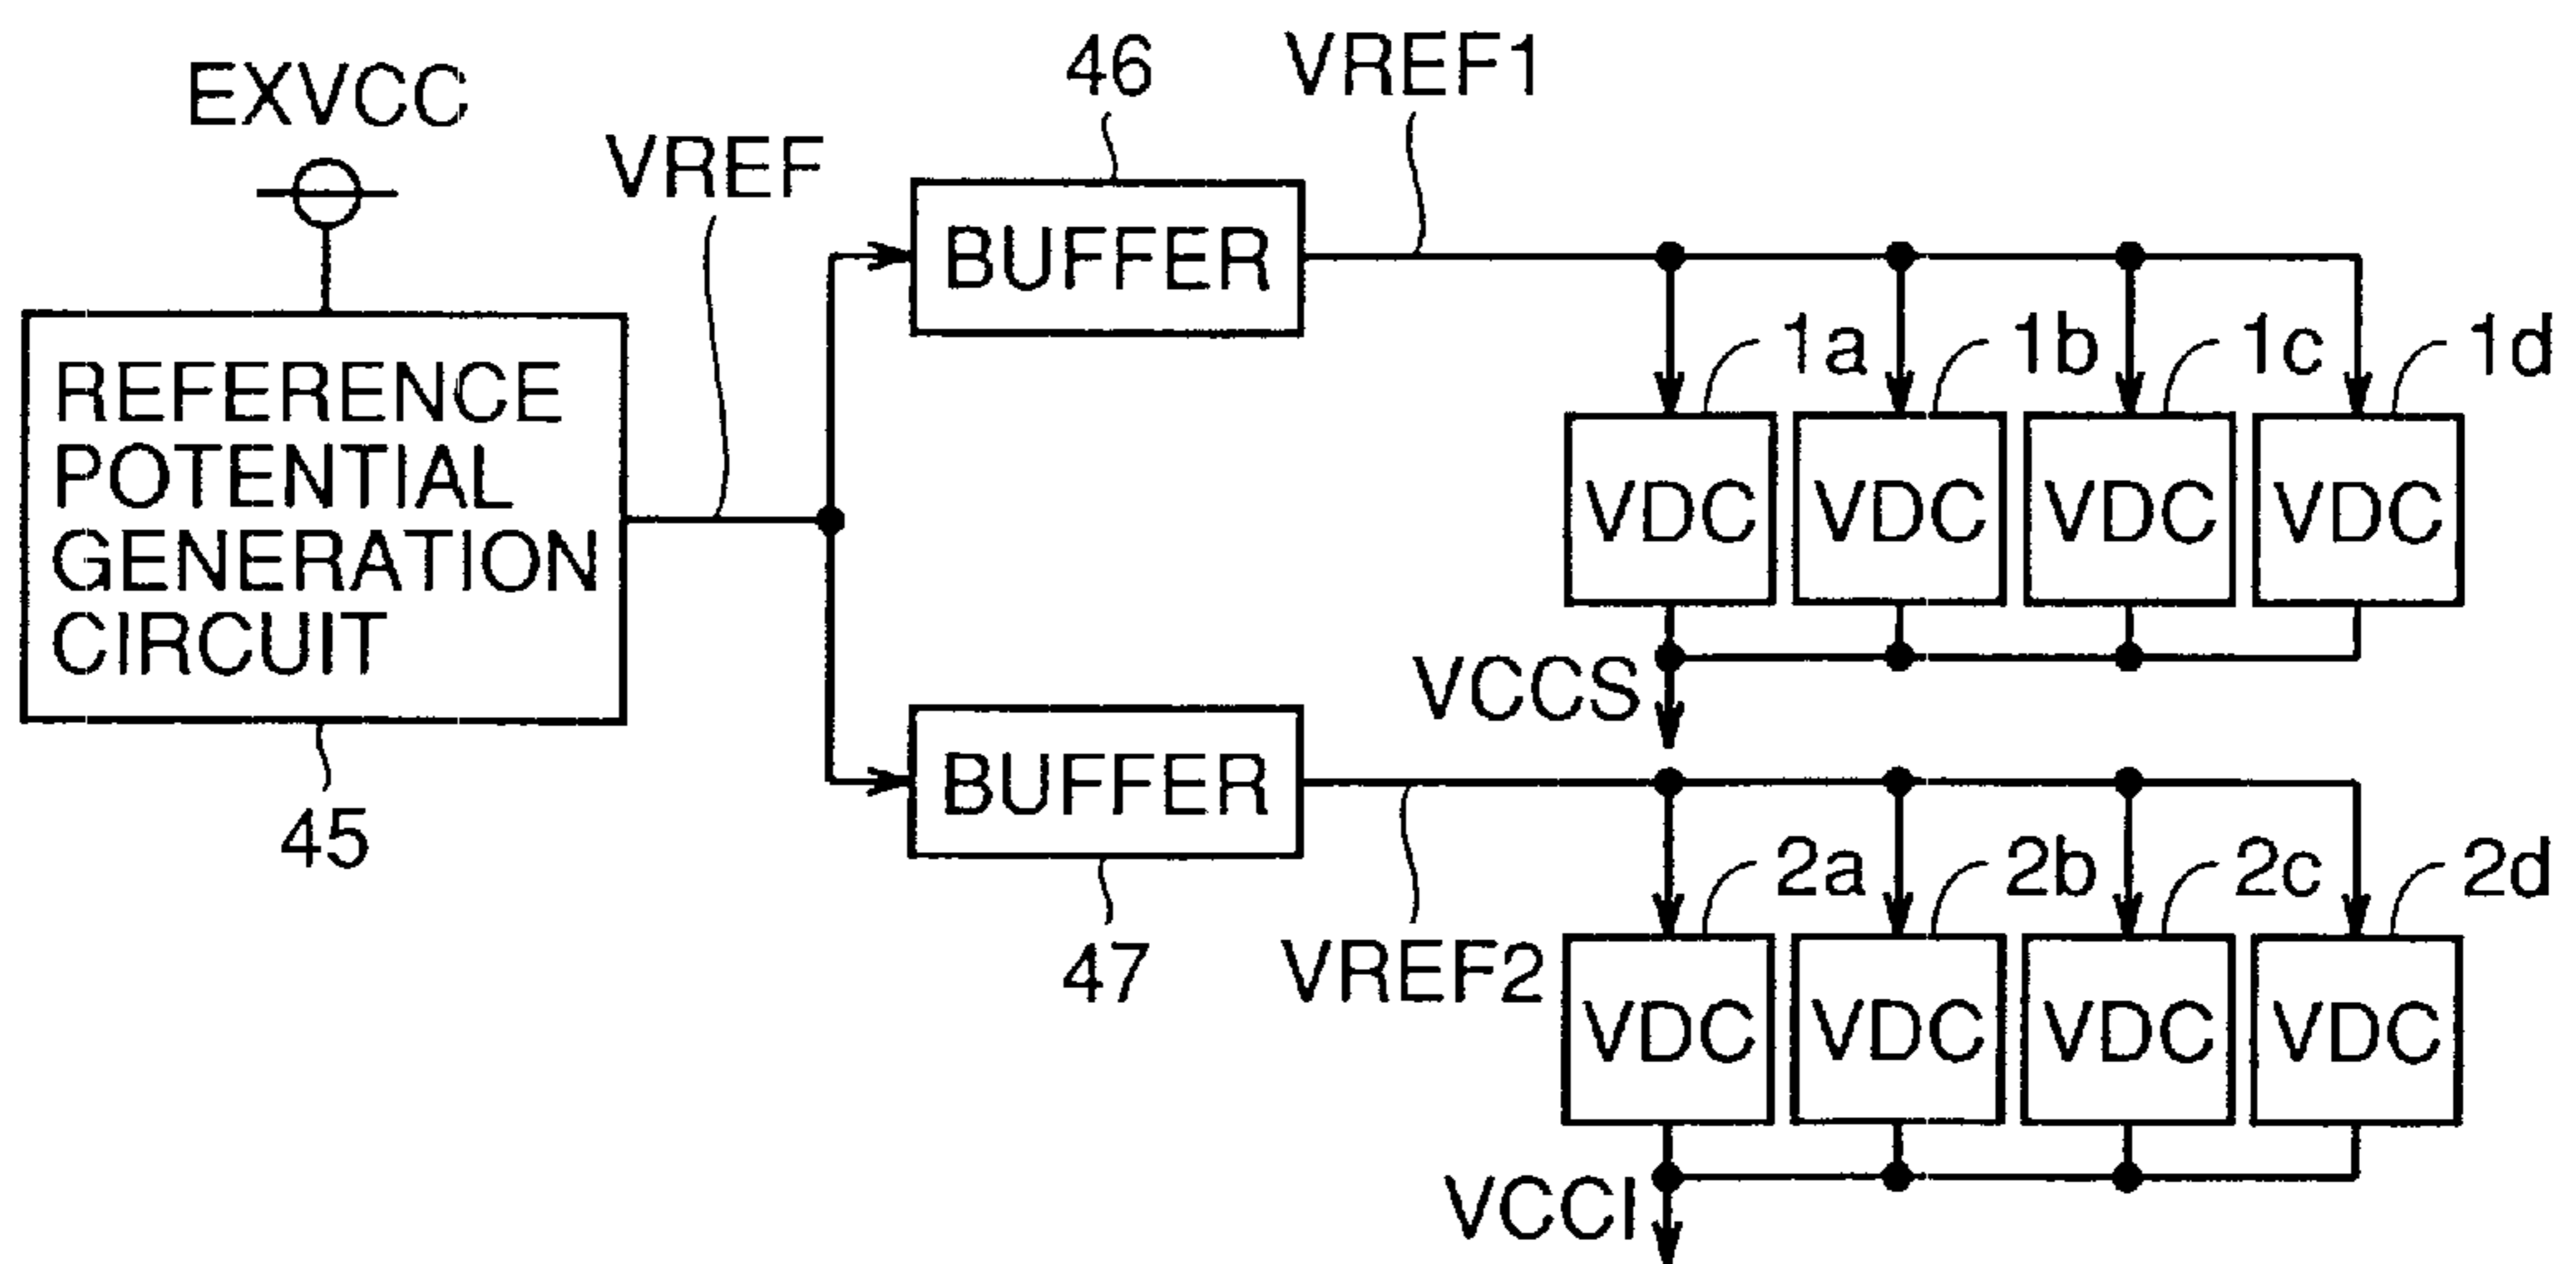 EXVCC
VREF
46
VREF1
BUFFER
REFERENCE
POTENTIAL
GENERATION
CIRCUIT
45
1a
1b
1c
1d
VDC
VDC
VDC
VDC
VCCS
BUFFER
47
VREF2
2a
2b
2c
2d
VDC
VDC
VDC
VDC
VCCI